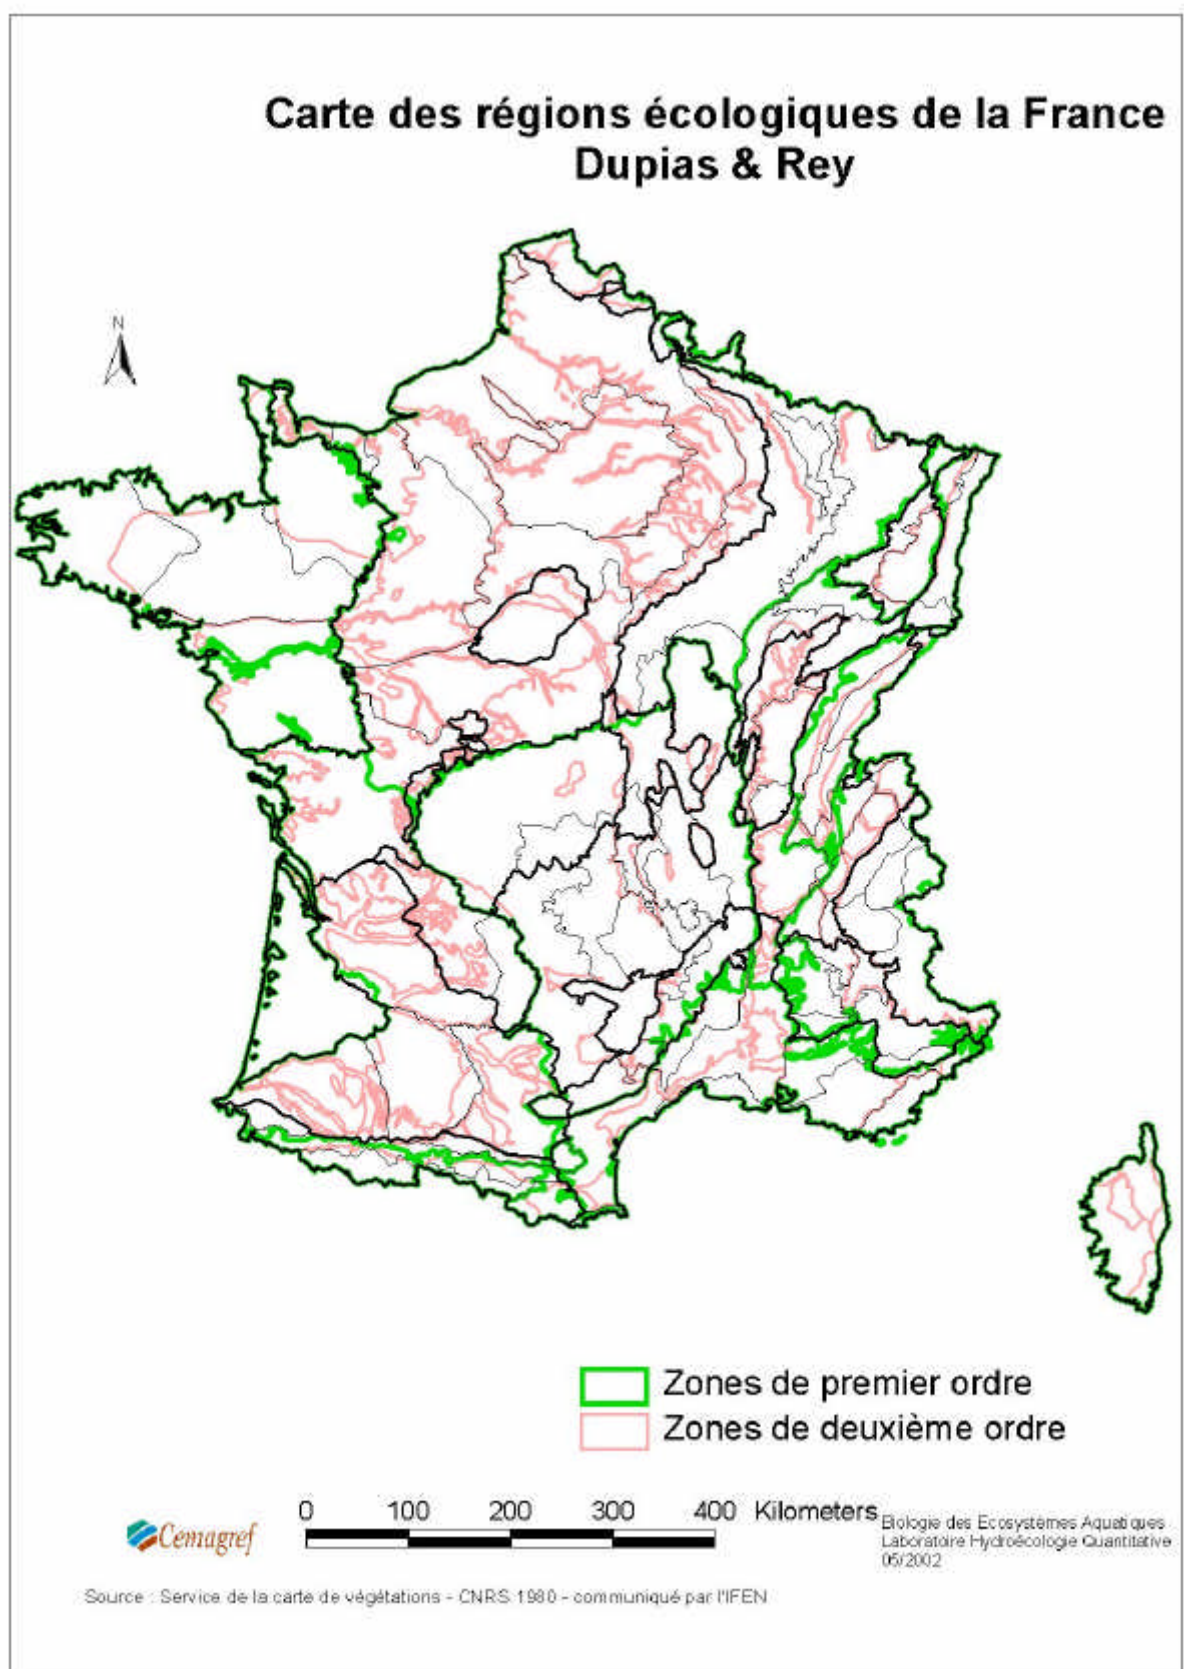 Carte des régions écologiques de la France
Dupias & Rey
N
Zones de premier ordre
Zones de deuxième ordre
0 100 200 300 400 Kilometers
Cemagref
Biologie des Ecosystèmes Aquatiques
Laboratoire Hydroécologie Quantitative
05/2002
Source : Service de la carte de végétations - CNRS 1980 - communiqué par l'IFEN